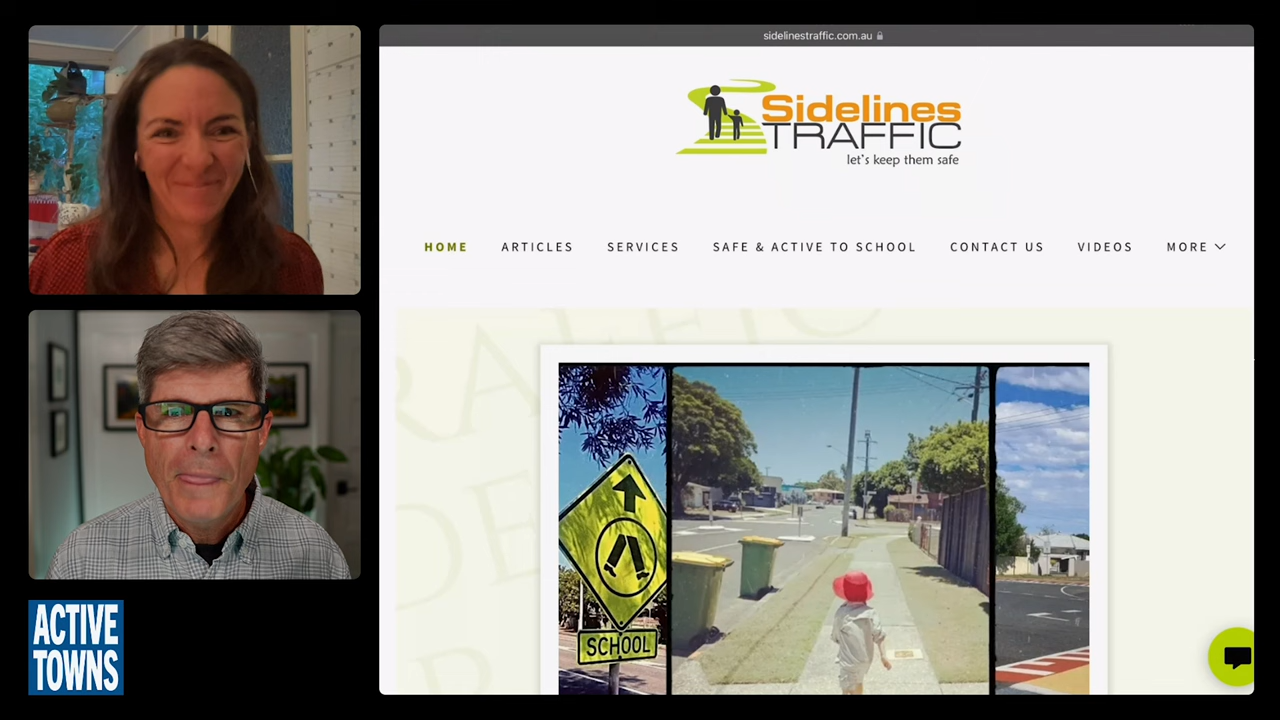 sidelinestraffic.com.au
Sidelines
TRAFFIC
let's keep them safe
HOME ARTICLES SERVICES SAFE & ACTIVE TO SCHOOL CONTACT US VIDEOS MORE
SCHOOL
ACTIVE
TOWNS